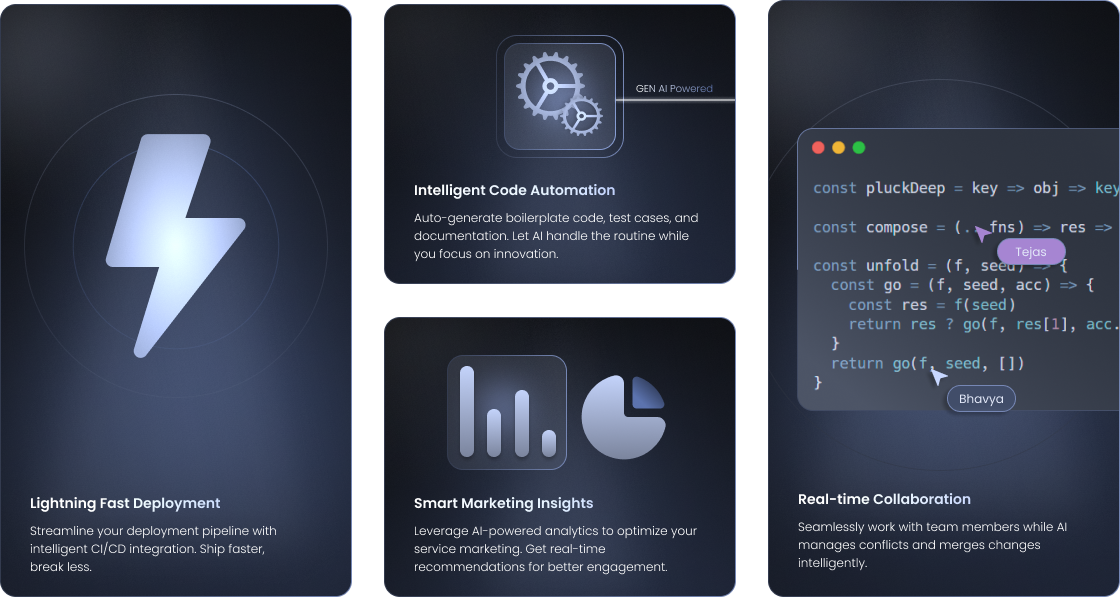 Lightning Fast Deployment
Streamline your deployment pipeline with
intelligent CI/CD integration. Ship faster,
break less.
GEN AI Powered
Intelligent Code Automation
Auto-generate boilerplate code, test cases, and
documentation. Let AI handle the routine while
you focus on innovation.
Smart Marketing Insights
Leverage AI-powered analytics to optimize your
service marketing. Get real-time
recommendations for better engagement.
const pluckDeep = key => obj => key
const compose = (. fns) => res =>
Tejas
const unfold = (f, seed) => {
const go = (f, seed, acc) => {
const res = f(seed)
return res ? go(f, res[1], acc.
}
return go(f, seed, [])
}
Bhavya
Real-time Collaboration
Seamlessly work with team members while AI
manages conflicts and merges changes
intelligently.